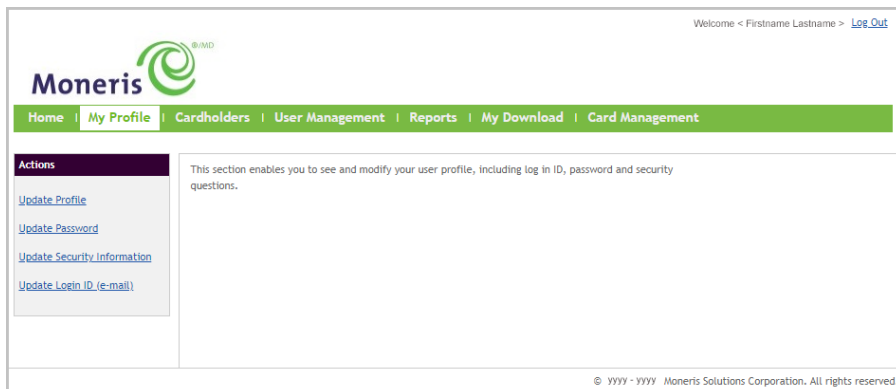 Welcome < Firstname Lastname > Log Out
Moneris ®/MD
Home | My Profile | Cardholders | User Management | Reports | My Download | Card Management
Actions
Update Profile
Update Password
Update Security Information
Update Login ID (e-mail)
This section enables you to see and modify your user profile, including log in ID, password and security
questions.
© yyyy - yyyy Moneris Solutions Corporation. All rights reserved